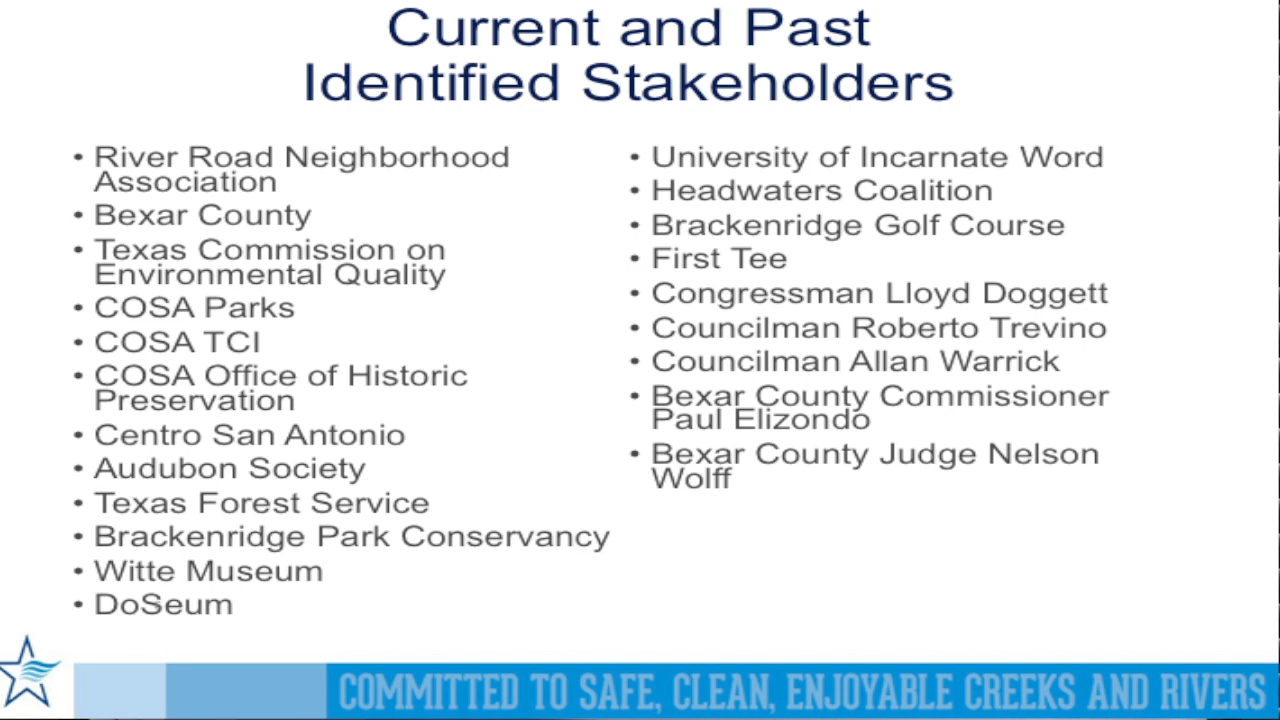 Current and Past
Identified Stakeholders
• River Road Neighborhood
Association
• Bexar County
• Texas Commission on
Environmental Quality
• COSA Parks
• COSA TCI
• COSA Office of Historic
Preservation
• Centro San Antonio
• Audubon Society
• Texas Forest Service
• Brackenridge Park Conservancy
• Witte Museum
• DoSeum
• University of Incarnate Word
• Headwaters Coalition
• Brackenridge Golf Course
• First Tee
• Congressman Lloyd Doggett
• Councilman Roberto Trevino
• Councilman Allan Warrick
• Bexar County Commissioner
Paul Elizondo
• Bexar County Judge Nelson
Wolff
COMMITTED TO SAFE, CLEAN, ENJOYABLE CREEKS AND RIVERS